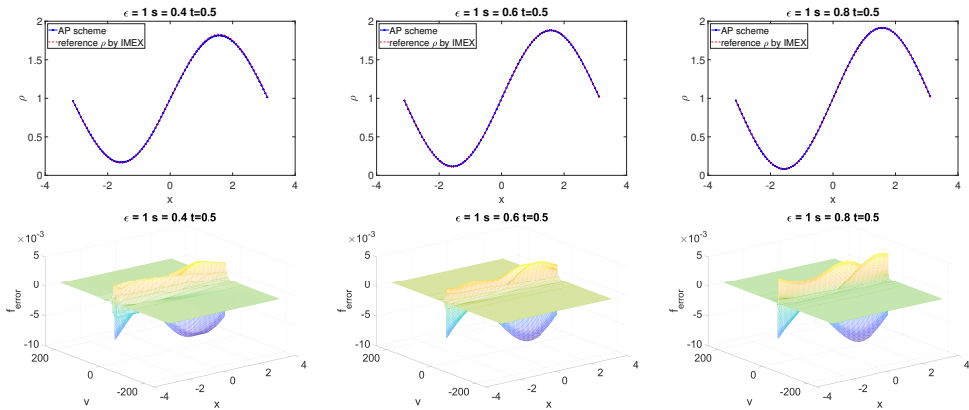 ϵ = 1 s = 0.4 t=0.5
AP scheme
reference ρ by IMEX
ρ
2
1.5
1
0.5
0
-4 -2 0 2 4
x
ϵ = 1 s = 0.6 t=0.5
AP scheme
reference ρ by IMEX
ρ
2
1.5
1
0.5
0
-4 -2 0 2 4
x
ϵ = 1 s = 0.8 t=0.5
AP scheme
reference ρ by IMEX
ρ
2
1.5
1
0.5
0
-4 -2 0 2 4
x
ϵ = 1 s = 0.4 t=0.5
×10⁻³
f_error
5
0
-5
-10
200 0 -200
v
-4 -2 0 2 4
x
ϵ = 1 s = 0.6 t=0.5
×10⁻³
f_error
5
0
-5
-10
200 0 -200
v
-4 -2 0 2 4
x
ϵ = 1 s = 0.8 t=0.5
×10⁻³
f_error
5
0
-5
-10
200 0 -200
v
-4 -2 0 2 4
x